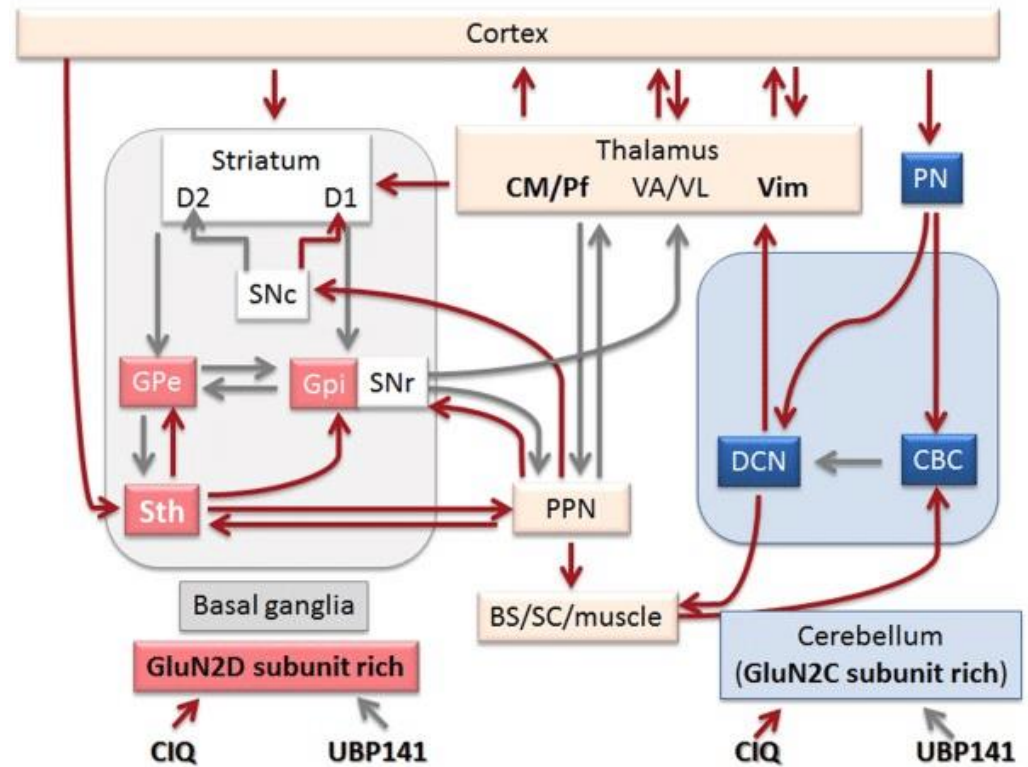 Cortex
Striatum
D2 D1
SNc
Thalamus
CM/Pf VA/VL Vim
PN
GPe
Gpi SNr
DCN
CBC
Sth
PPN
BS/SC/muscle
Basal ganglia
GluN2D subunit rich
Cerebellum
(GluN2C subunit rich)
CIQ UBP141
CIQ UBP141